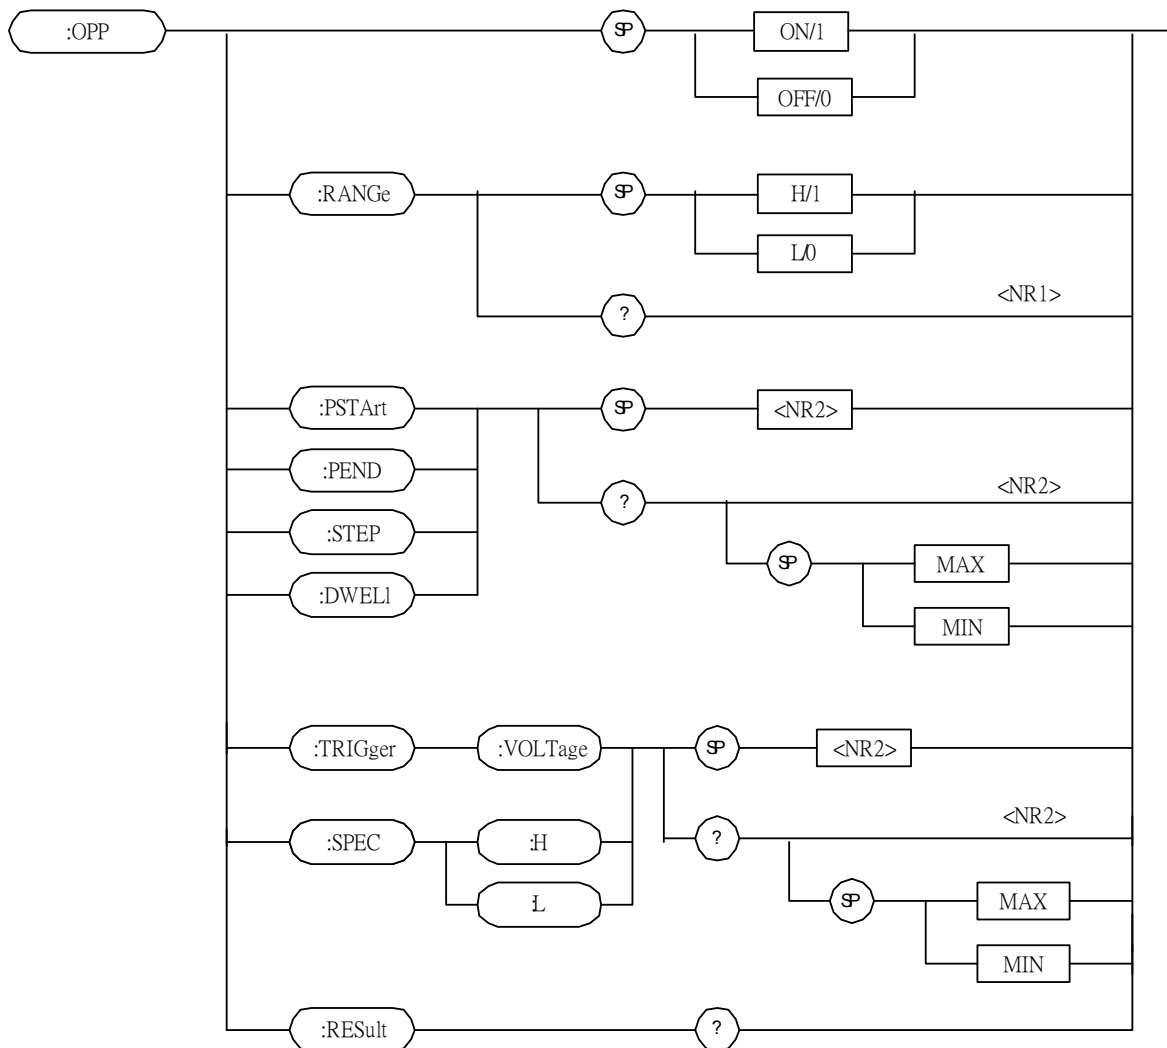 :OPP SP ON/1
OFF/0
:RANGe SP H/1
L/0
? <NR1>
:PSTArt SP <NR2>
:PEND
? <NR2>
:STEP
SP MAX
:DWELl
MIN
:TRIGger :VOLTage SP <NR2>
<NR2>
:SPEC :H ?
:L SP MAX
MIN
:RESult ?